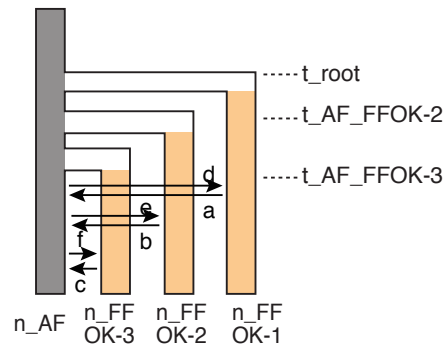 t_root
t_AF_FFOK-2
t_AF_FFOK-3
d
a
e
b
f
c
n_AF
n_FF
OK-3
n_FF
OK-2
n_FF
OK-1